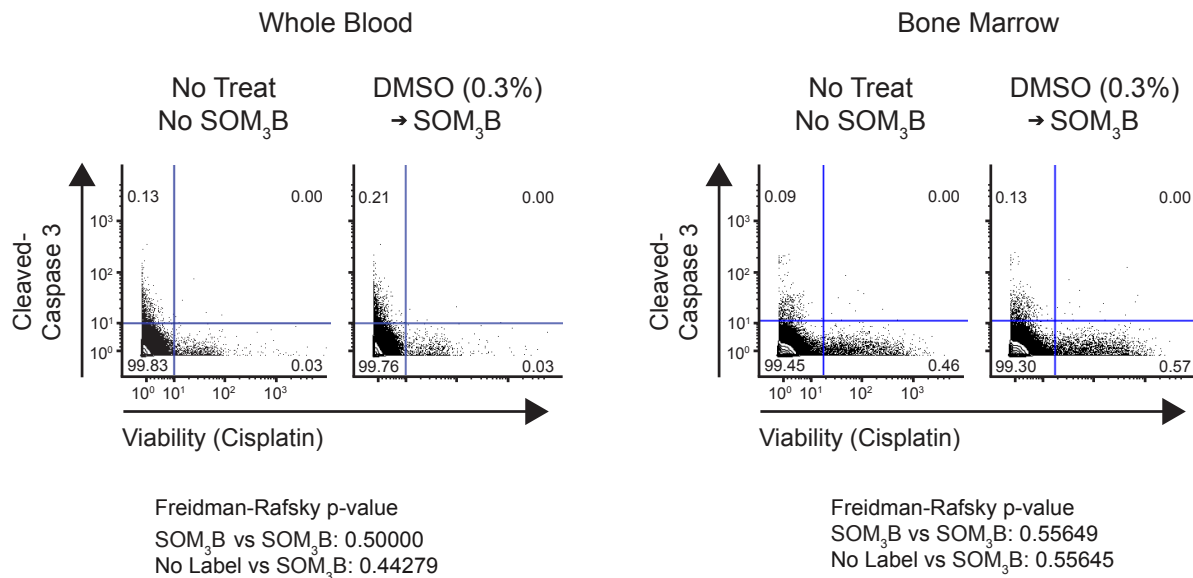 Whole Blood
Bone Marrow
No Treat
No SOM₃B
DMSO (0.3%)
→ SOM₃B
No Treat
No SOM₃B
DMSO (0.3%)
→ SOM₃B
Cleaved-
Caspase 3
10³
10²
10¹
10⁰
0.13
0.00
99.83
0.03
10⁰ 10¹ 10² 10³
0.21
0.00
99.76
0.03
Viability (Cisplatin)
Cleaved-
Caspase 3
10³
10²
10¹
10⁰
0.09
0.00
99.45
0.46
10⁰ 10¹ 10² 10³
0.13
0.00
99.30
0.57
Viability (Cisplatin)
Freidman-Rafsky p-value
SOM₃B vs SOM₃B: 0.50000
No Label vs SOM₃B: 0.44279
Freidman-Rafsky p-value
SOM₃B vs SOM₃B: 0.55649
No Label vs SOM₃B: 0.55645